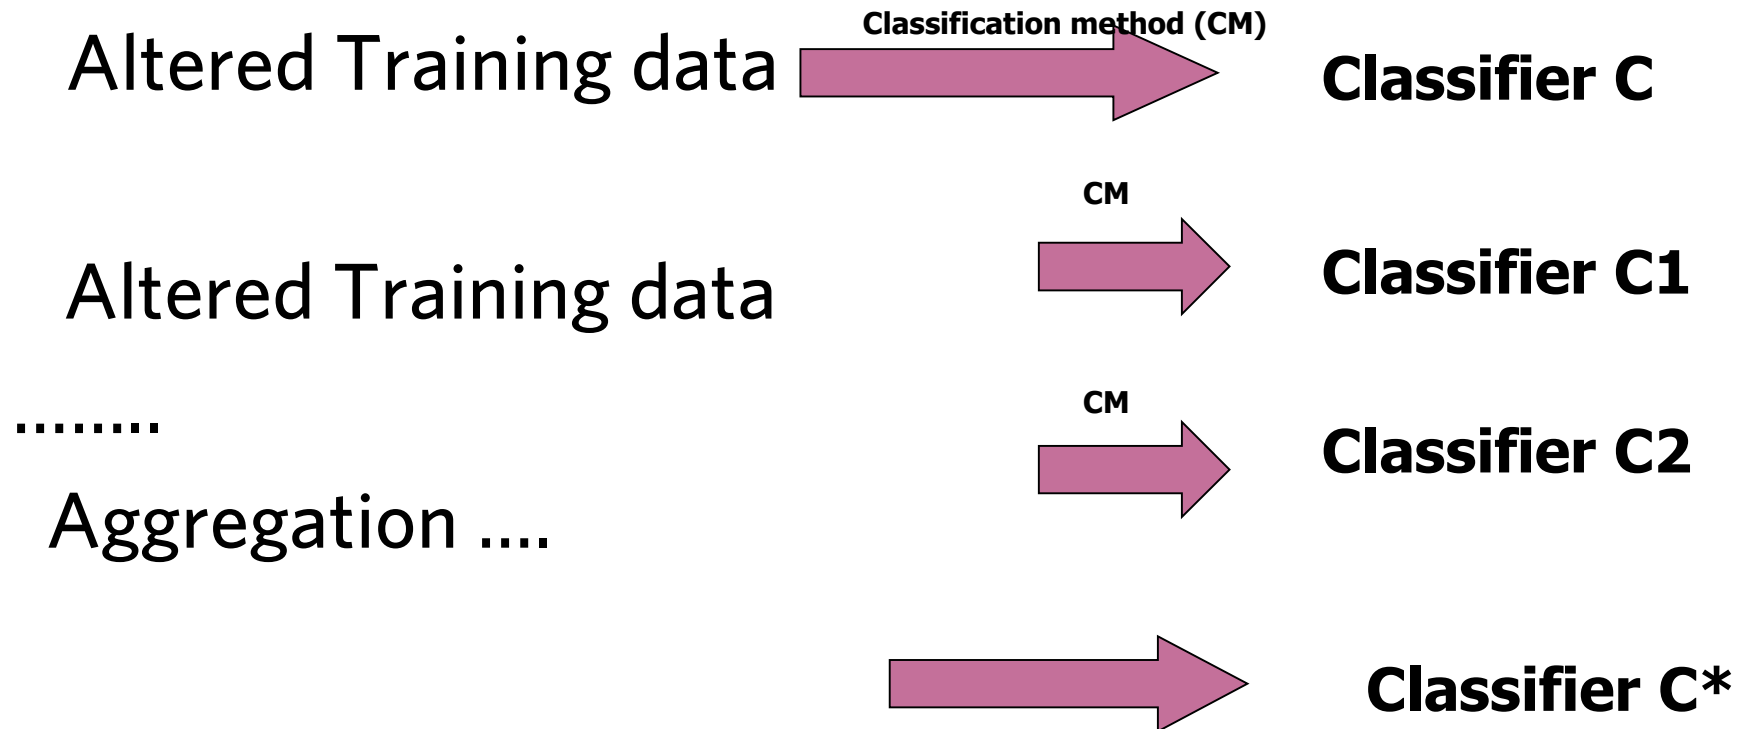 Classification method (CM)
Altered Training data
Classifier C
CM
Altered Training data
Classifier C1
CM
........
Classifier C2
Aggregation ....
Classifier C*